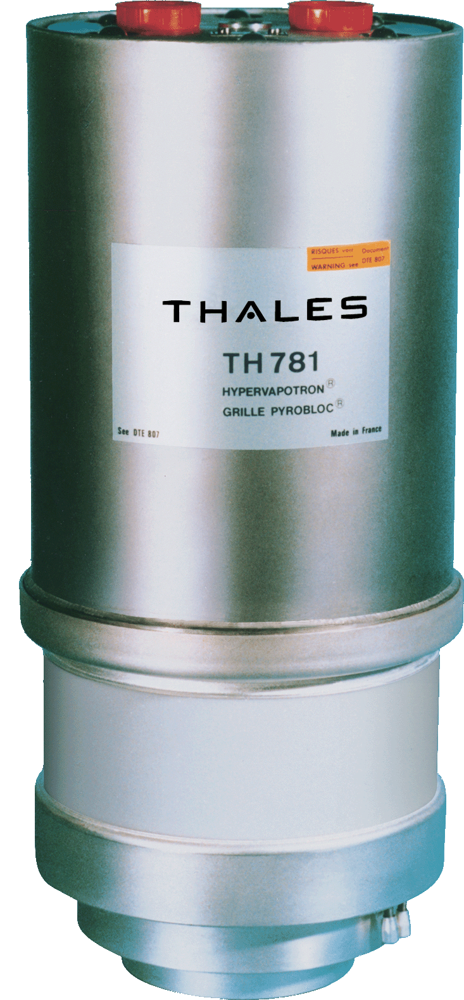 RISQUES voir Document
WARNING see DTE 807
THALES
TH 781
HYPERVAPOTRON®
GRILLE PYROBLOC®
See DTE 807
Made in France